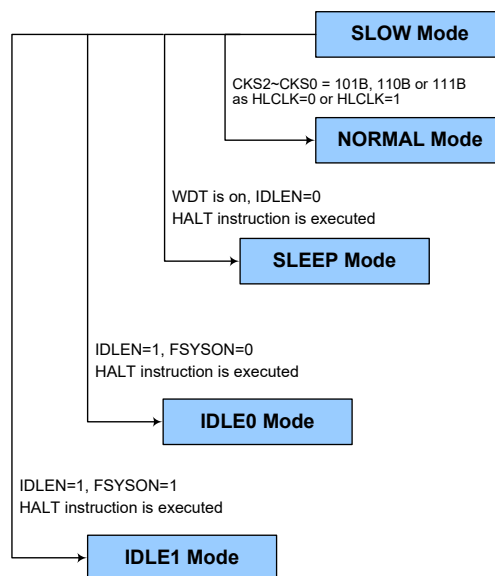 SLOW Mode
CKS2~CKS0 = 101B, 110B or 111B
as HLCLK=0 or HLCLK=1
NORMAL Mode
WDT is on, IDLEN=0
HALT instruction is executed
SLEEP Mode
IDLEN=1, FSYSON=0
HALT instruction is executed
IDLE0 Mode
IDLEN=1, FSYSON=1
HALT instruction is executed
IDLE1 Mode